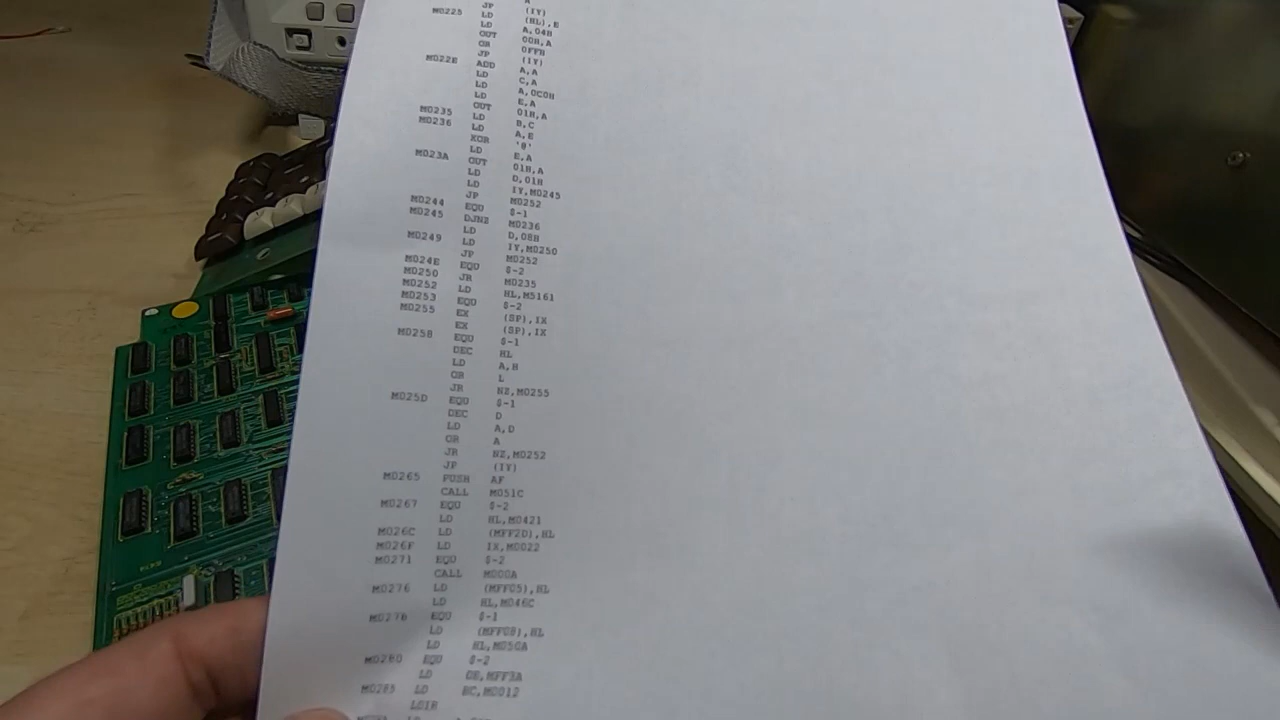 A
JP (IY)
M0225 LD (HL),E
LD A,04H
OUT 00H,A
OR 0FFH
JP (IY)
M022E ADD A,A
LD C,A
LD A,0C0H
LD E,A
OUT 01H,A
M0235 LD B,C
M0236 LD A,E
XOR '@'
LD E,A
M023A OUT 01H,A
LD D,01H
LD IY,M0245
JP M0252
M0244 EQU $-1
M0245 DJNZ M0236
LD D,08H
M0249 LD IY,M0250
JP M0252
M024E EQU $-2
M0250 JR M0235
M0252 LD HL,M5161
M0253 EQU $-2
M0255 EX (SP),IX
EX (SP),IX
M0258 EQU $-1
DEC HL
LD A,H
OR L
JR NZ,M0255
M025D EQU $-1
DEC D
LD A,D
OR A
JR NZ,M0252
JP (IY)
M0265 PUSH AF
CALL M051C
M0267 EQU $-2
LD HL,M0421
M026C LD (MFF2D),HL
M026F LD IX,M0022
M0271 EQU $-2
CALL M000A
M0276 LD (MFF05),HL
LD HL,M046C
M027B EQU $-1
LD (MFF08),HL
LD HL,M050A
M0280 EQU $-2
LD DE,MFF3A
M0285 LD BC,M0012
LDIR